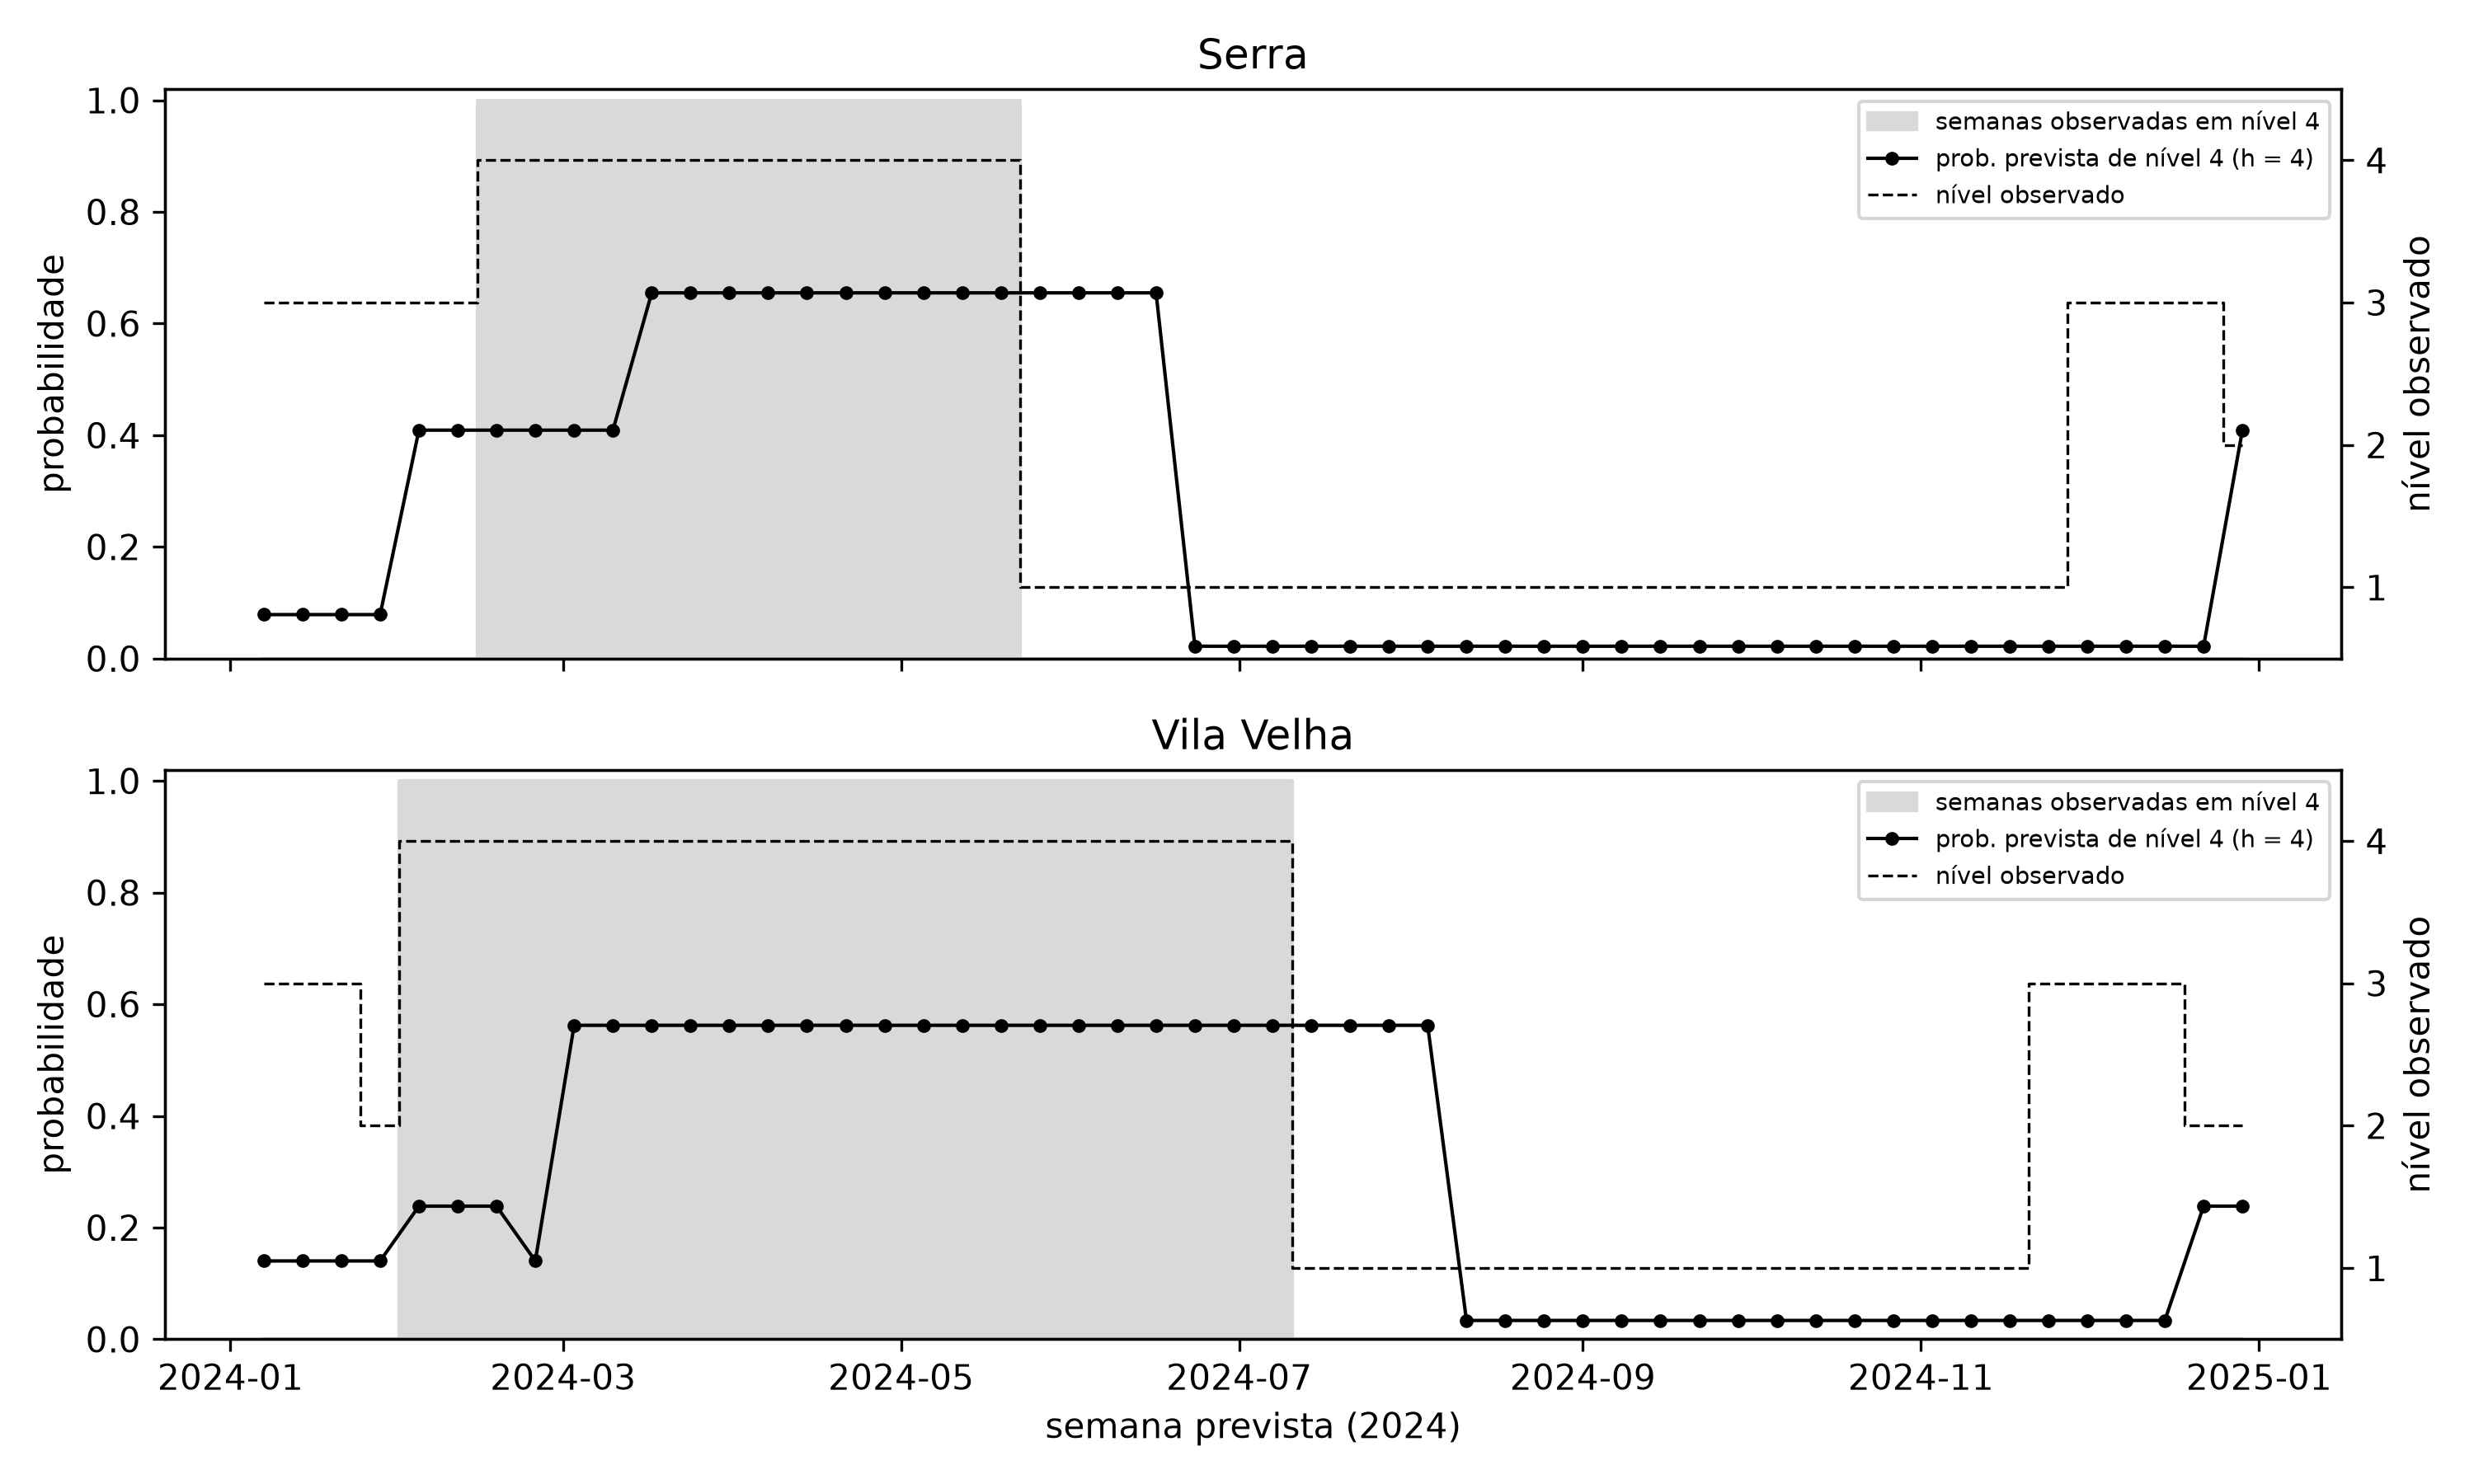 Serra
1.0
0.8
0.6
0.4
0.2
0.0
probabilidade
semanas observadas em nível 4
prob. prevista de nível 4 (h = 4)
nível observado
4
3
2
1
nível observado
Vila Velha
1.0
0.8
0.6
0.4
0.2
0.0
probabilidade
semanas observadas em nível 4
prob. prevista de nível 4 (h = 4)
nível observado
4
3
2
1
nível observado
2024-01 2024-03 2024-05 2024-07 2024-09 2024-11 2025-01
semana prevista (2024)